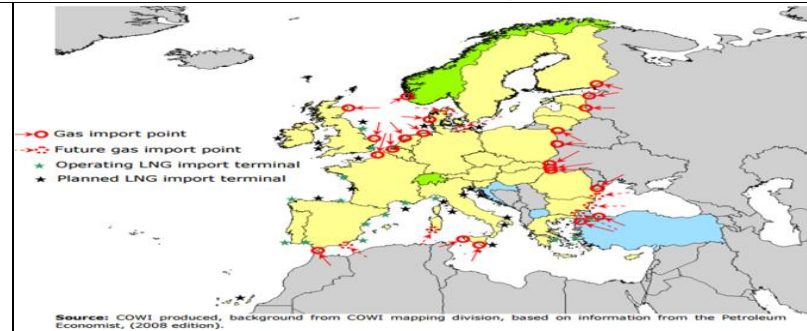 Gas import point
Future gas import point
Operating LNG import terminal
Planned LNG import terminal
Source: COWI produced, background from COWI mapping division, based on information from the Petroleum
Economist, (2008 edition).